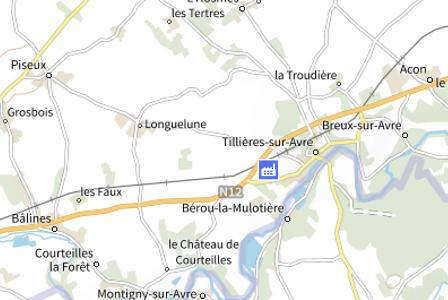 les Tertres
Piseux
la Troudière
Acon
le
Grosbois
Longuelune
Breux-sur-Avre
Tillières-sur-Avre
les Faux
N12
Bâlines
Bérou-la-Mulotière
Courteilles
la Forêt
le Château de
Courteilles
Montigny-sur-Avre